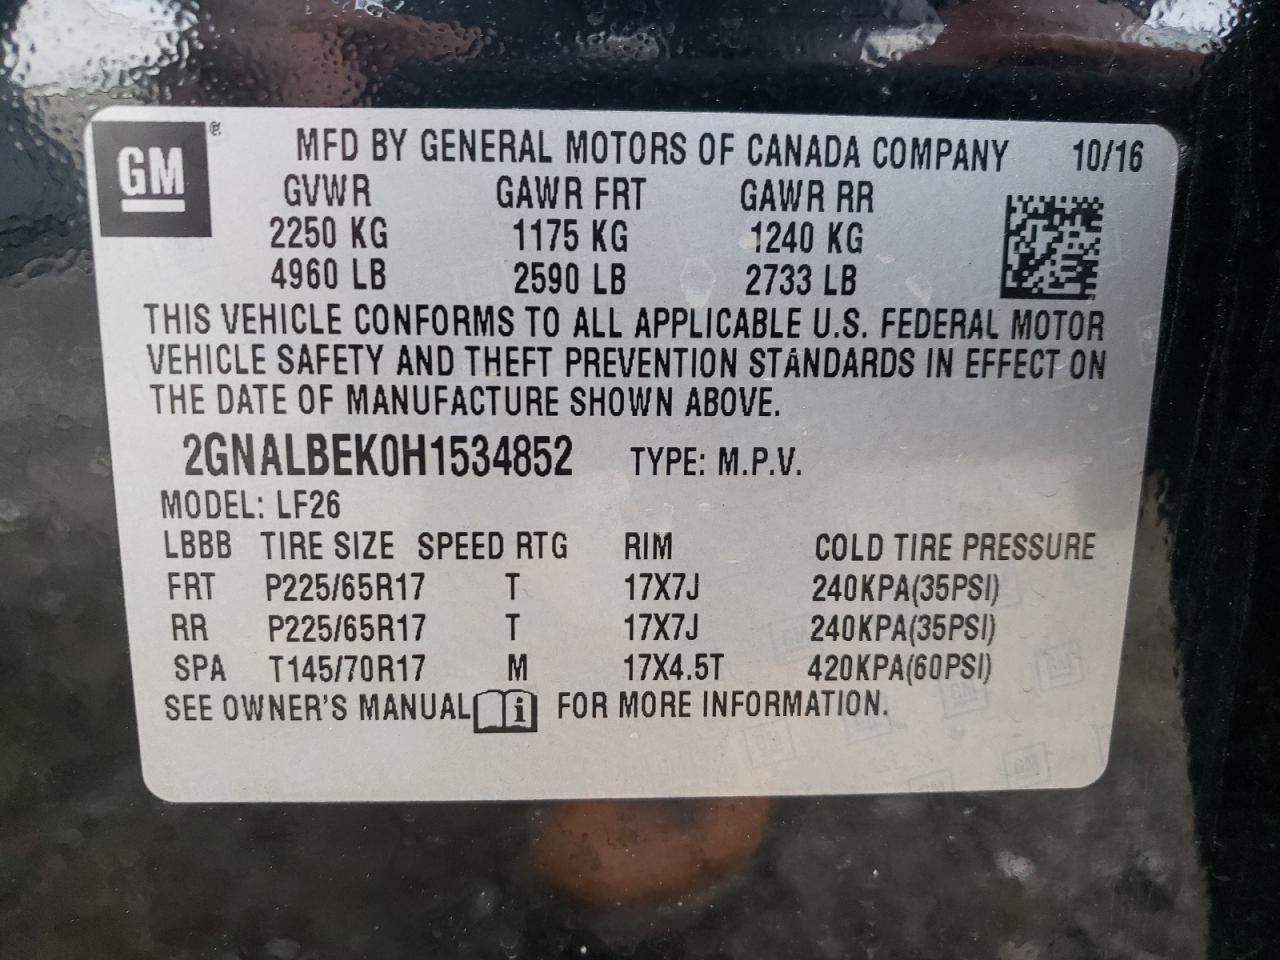 GM ®
MFD BY GENERAL MOTORS OF CANADA COMPANY 10/16
GVWR GAWR FRT GAWR RR
2250 KG 1175 KG 1240 KG
4960 LB 2590 LB 2733 LB
THIS VEHICLE CONFORMS TO ALL APPLICABLE U.S. FEDERAL MOTOR
VEHICLE SAFETY AND THEFT PREVENTION STANDARDS IN EFFECT ON
THE DATE OF MANUFACTURE SHOWN ABOVE.
2GNALBEK0H1534852 TYPE: M.P.V.
MODEL: LF26
LBBB TIRE SIZE SPEED RTG RIM COLD TIRE PRESSURE
FRT P225/65R17 T 17X7J 240KPA(35PSI)
RR P225/65R17 T 17X7J 240KPA(35PSI)
SPA T145/70R17 M 17X4.5T 420KPA(60PSI)
SEE OWNER'S MANUAL i FOR MORE INFORMATION.